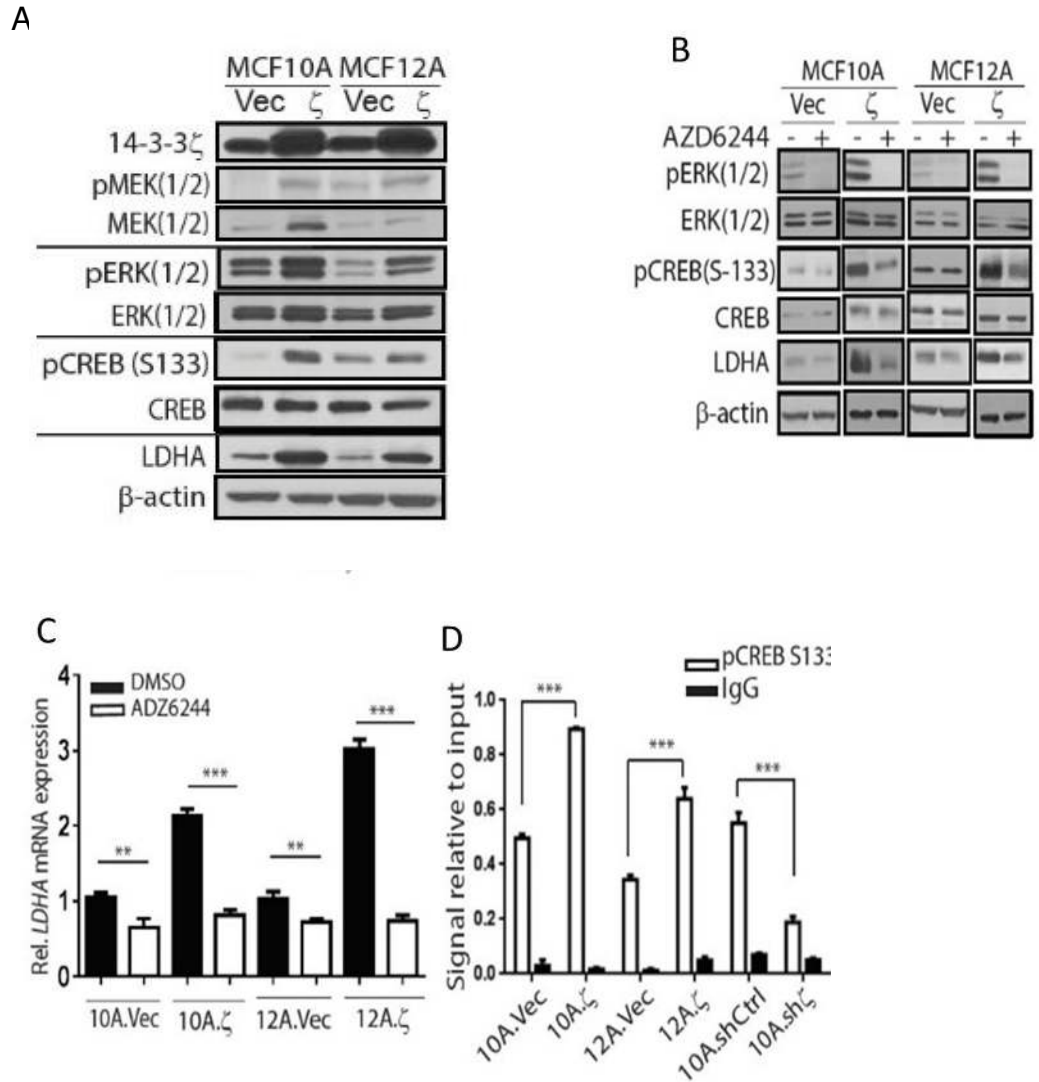 A
MCF10A MCF12A
Vec ζ Vec ζ
14-3-3ζ
pMEK(1/2)
MEK(1/2)
pERK(1/2)
ERK(1/2)
pCREB (S133)
CREB
LDHA
β-actin
B
MCF10A MCF12A
Vec ζ Vec ζ
AZD6244 - + - + - + - +
pERK(1/2)
ERK(1/2)
pCREB(S-133)
CREB
LDHA
β-actin
C
Rel. LDHA mRNA expression
4
3
2
1
0
DMSO
ADZ6244
** *** ** ***
10A.Vec 10A.ζ 12A.Vec 12A.ζ
D
Signal relative to input
1.0
0.8
0.6
0.4
0.2
0.0
pCREB S133
IgG
*** *** ***
10A.Vec 10A.ζ 12A.Vec 12A.ζ 10A.shCtrl 10A.shζ